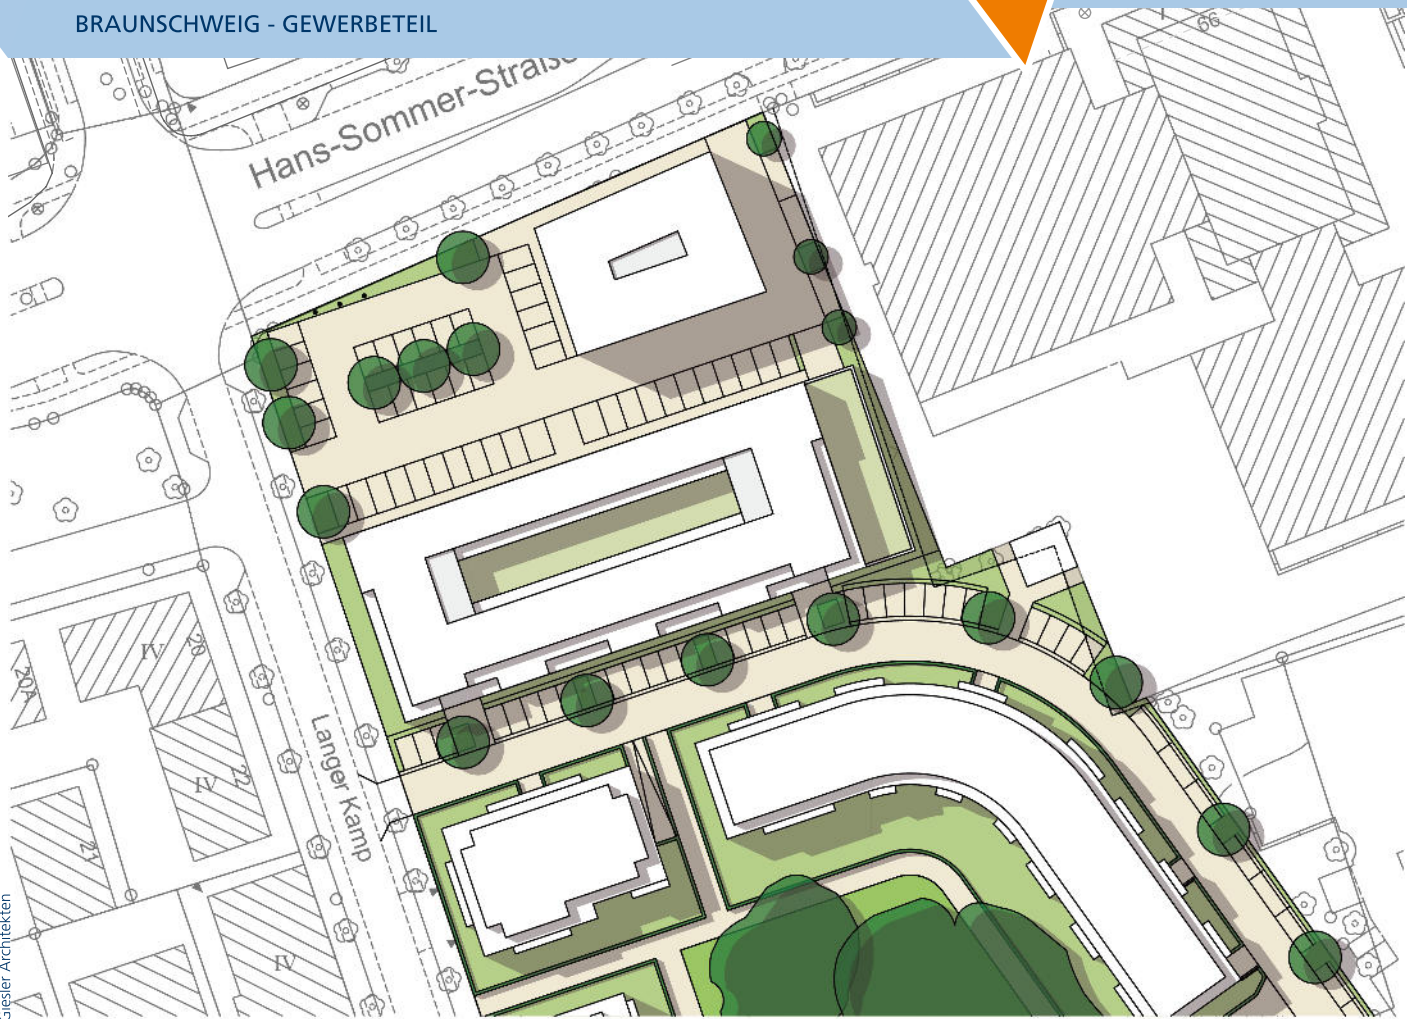 BRAUNSCHWEIG - GEWERBETEIL
66
Hans-Sommer-Straße
IV
20
20A
IV
22
Langer Kamp
21
IV
Giesler Architekten